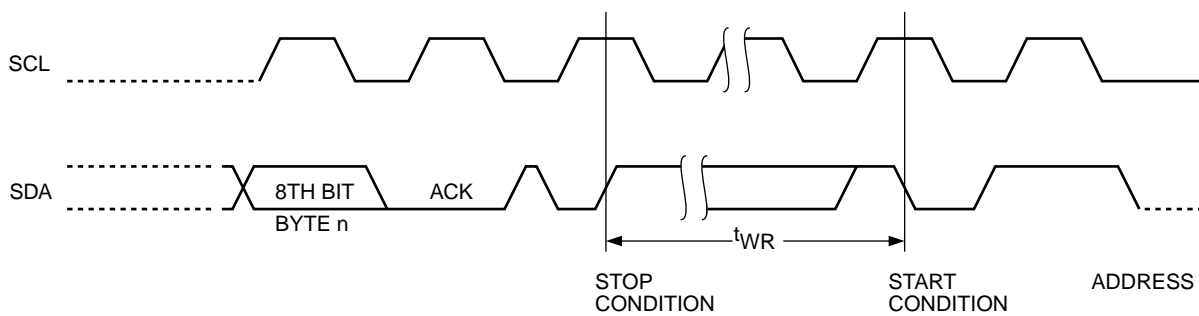 SCL
SDA
8TH BIT
ACK
BYTE n
tWR
STOP
CONDITION
START
CONDITION
ADDRESS